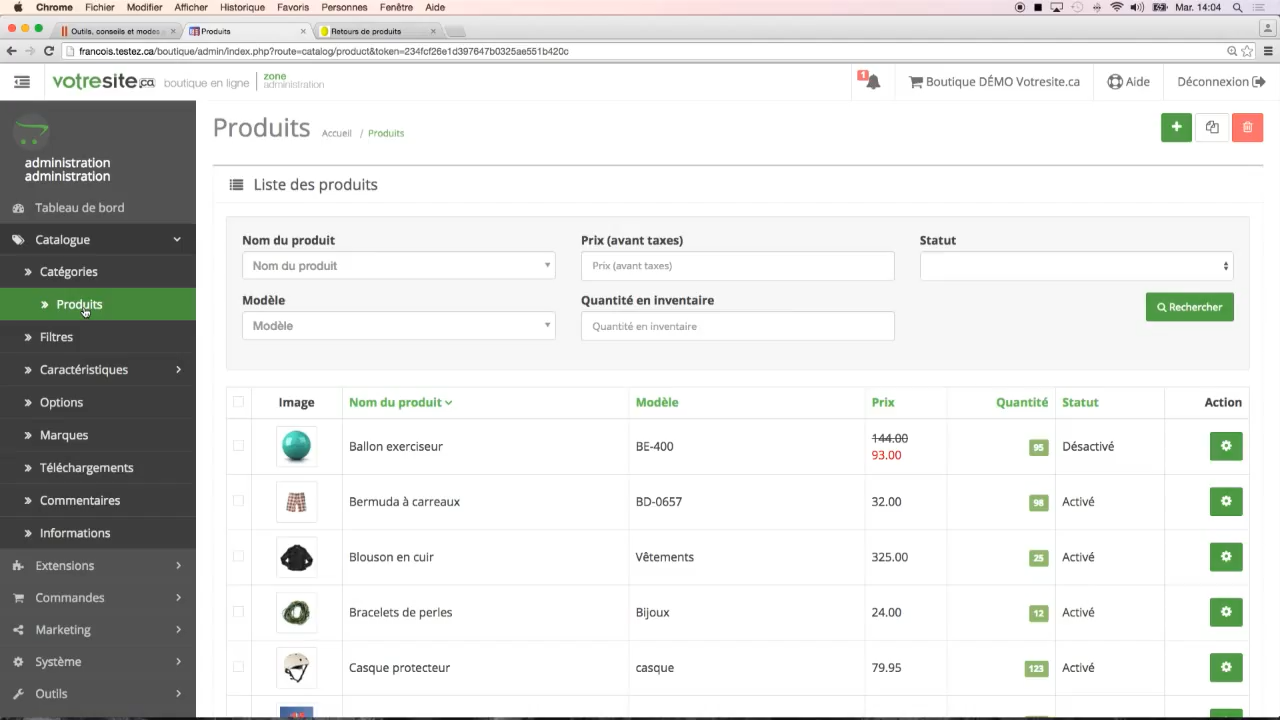 Chrome Fichier Modifier Afficher Historique Favoris Personnes Fenêtre Aide Mar. 14:04
Outils, conseils et modes Produits Retours de produits
francois.testez.ca/boutique/admin/index.php?route=catalog/product&token=234fcf26e1d397647b0325ae551b420c
votresite.ca boutique en ligne zone administration 1 Boutique DÉMO Votresite.ca Aide Déconnexion
Produits Accueil / Produits
administration
administration
Tableau de bord
Catalogue
Catégories
Produits
Filtres
Caractéristiques
Options
Marques
Téléchargements
Commentaires
Informations
Extensions
Commandes
Marketing
Système
Outils
Liste des produits
Nom du produit Prix (avant taxes) Statut
Nom du produit Prix (avant taxes)
Modèle Quantité en inventaire
Modèle Quantité en inventaire Rechercher
Image Nom du produit Modèle Prix Quantité Statut Action
Ballon exerciseur BE-400 144.00 93.00 95 Désactivé
Bermuda à carreaux BD-0657 32.00 98 Activé
Blouson en cuir Vêtements 325.00 25 Activé
Bracelets de perles Bijoux 24.00 12 Activé
Casque protecteur casque 79.95 123 Activé